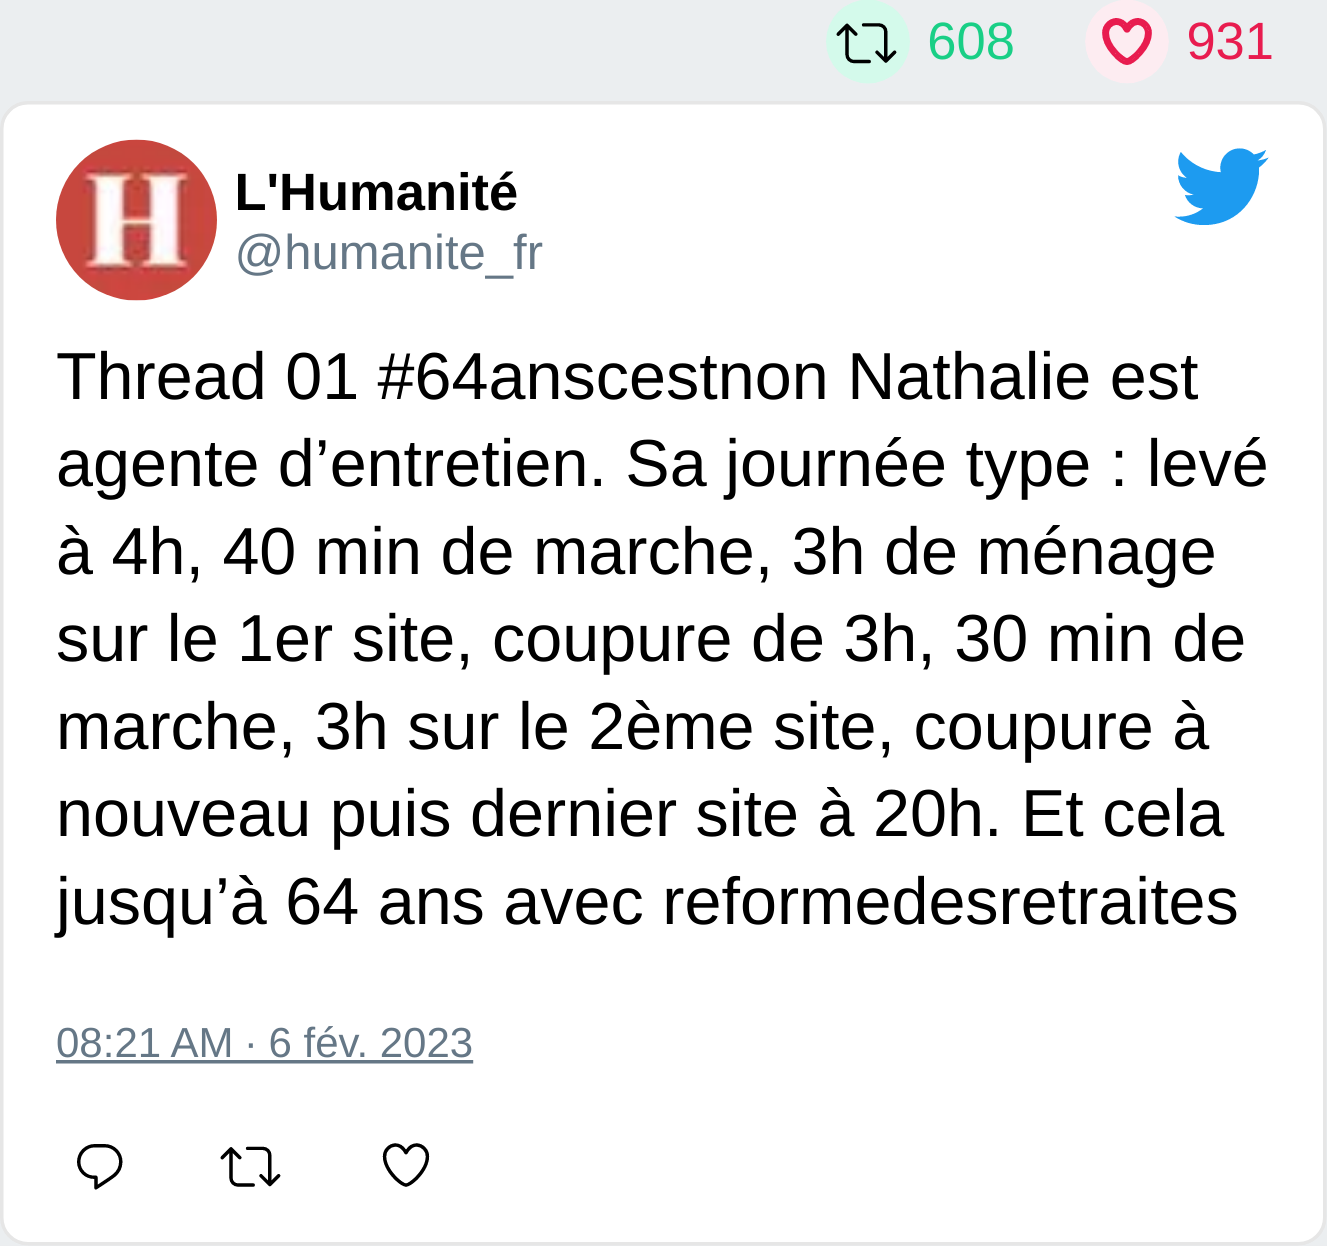 608 931
H
L'Humanité
@humanite_fr
Thread 01 #64anscestnon Nathalie est
agente d’entretien. Sa journée type : levé
à 4h, 40 min de marche, 3h de ménage
sur le 1er site, coupure de 3h, 30 min de
marche, 3h sur le 2ème site, coupure à
nouveau puis dernier site à 20h. Et cela
jusqu’à 64 ans avec reformedesretraites
08:21 AM · 6 fév. 2023